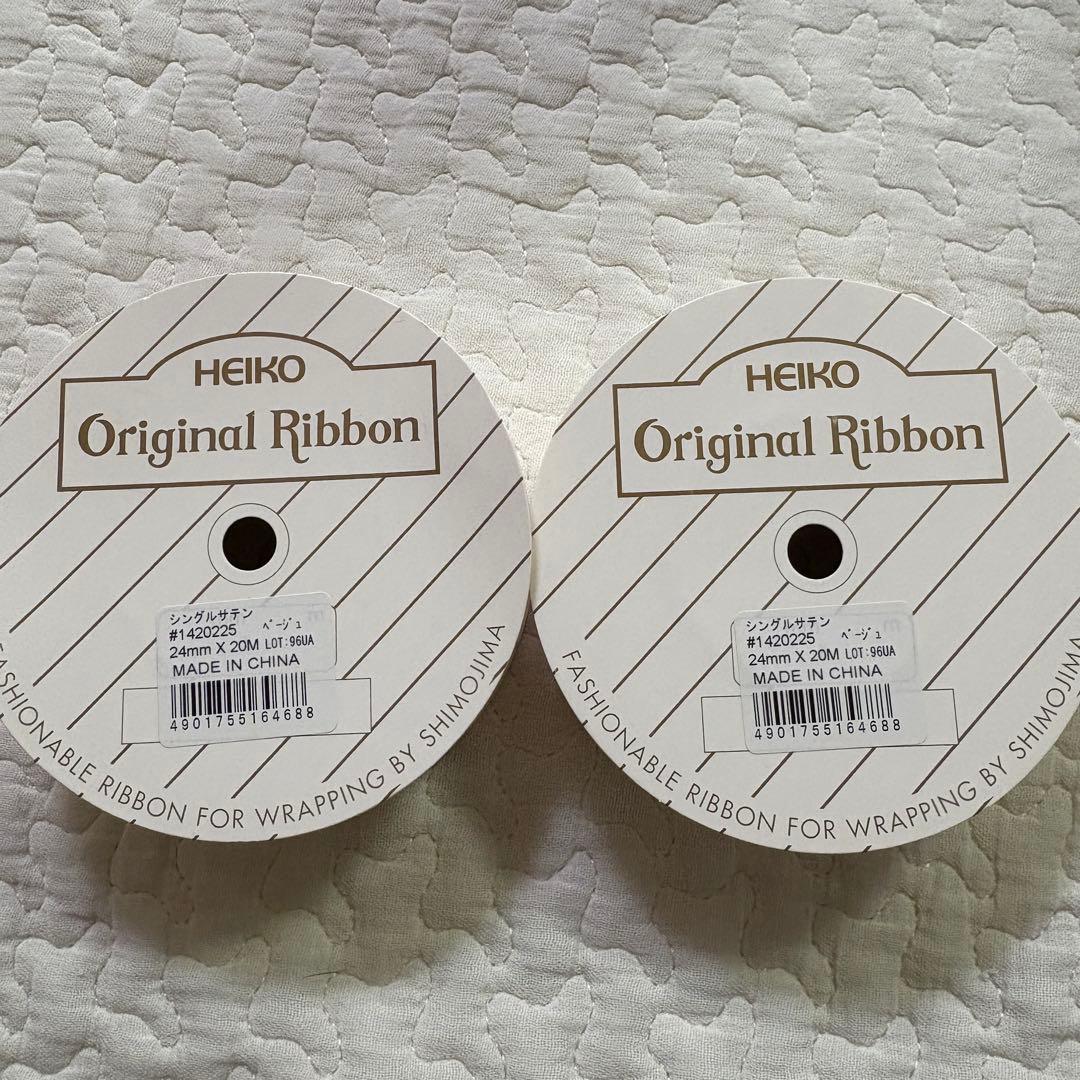 HEIKO
Original Ribbon
シングルサテン
#1420225 ベージュ
24mm X 20M LOT:96UA
MADE IN CHINA
4901755164688
FASHIONABLE RIBBON FOR WRAPPING BY SHIMOJIMA
HEIKO
Original Ribbon
シングルサテン
#1420225 ベージュ
24mm X 20M LOT:96UA
MADE IN CHINA
4901755164688
FASHIONABLE RIBBON FOR WRAPPING BY SHIMOJIMA